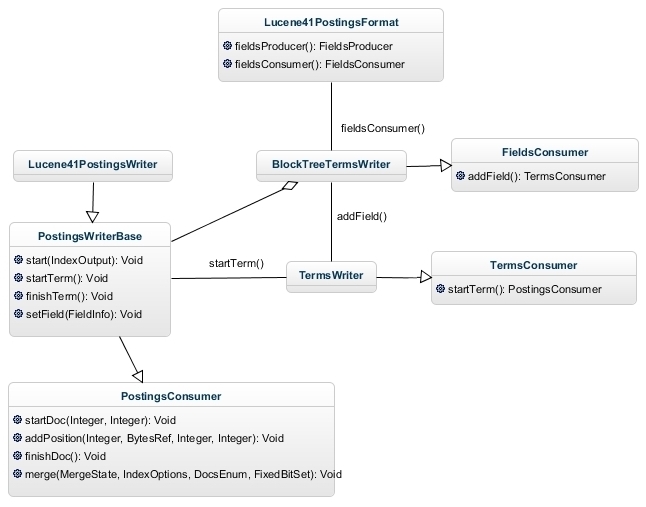 Lucene41PostingsFormat
fieldsProducer(): FieldsProducer
fieldsConsumer(): FieldsConsumer
fieldsConsumer()
Lucene41PostingsWriter
BlockTreeTermsWriter
FieldsConsumer
addField(): TermsConsumer
addField()
PostingsWriterBase
start(IndexOutput): Void
startTerm(): Void
finishTerm(): Void
setField(FieldInfo): Void
startTerm()
TermsWriter
TermsConsumer
startTerm(): PostingsConsumer
PostingsConsumer
startDoc(Integer, Integer): Void
addPosition(Integer, BytesRef, Integer, Integer): Void
finishDoc(): Void
merge(MergeState, IndexOptions, DocsEnum, FixedBitSet): Void